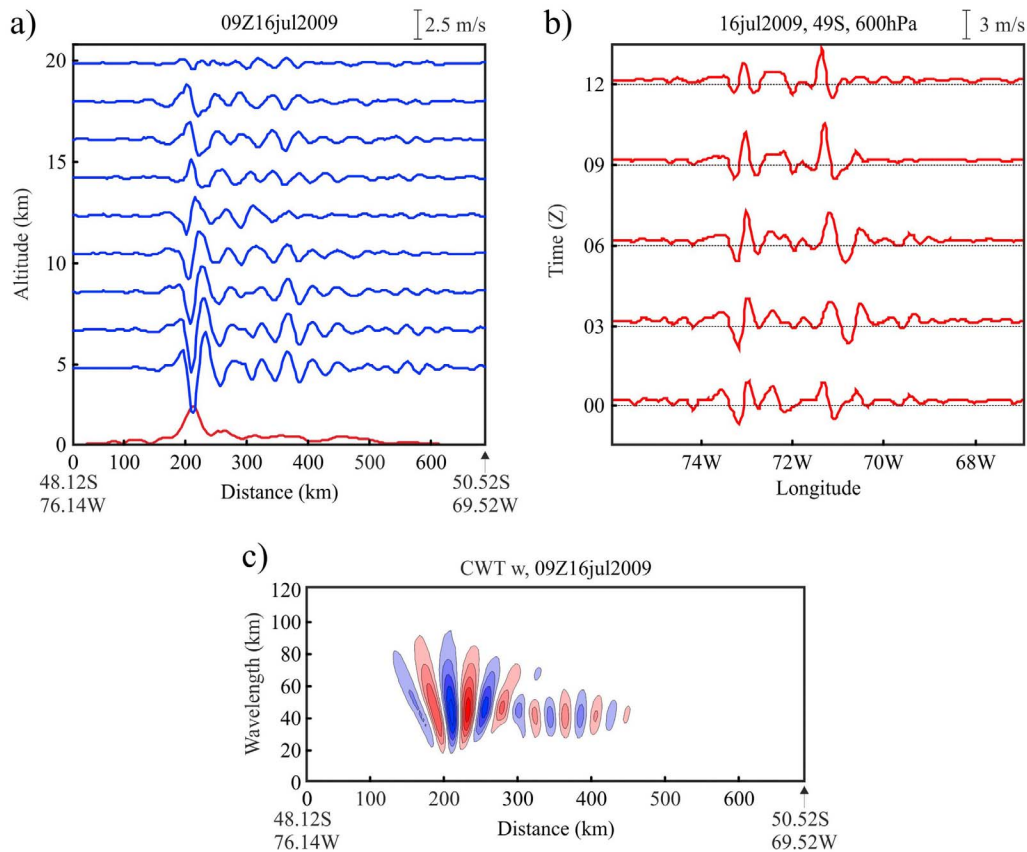 a)
09Z16jul2009
2.5 m/s
20
15
10
5
0
Altitude (km)
0 100 200 300 400 500 600
48.12S
76.14W
Distance (km)
50.52S
69.52W
b)
16jul2009, 49S, 600hPa
3 m/s
12
09
06
03
00
Time (Z)
74W 72W 70W 68W
Longitude
c)
CWT w, 09Z16jul2009
120
100
80
60
40
20
0
Wavelength (km)
0 100 200 300 400 500 600
48.12S
76.14W
Distance (km)
50.52W
69.52W